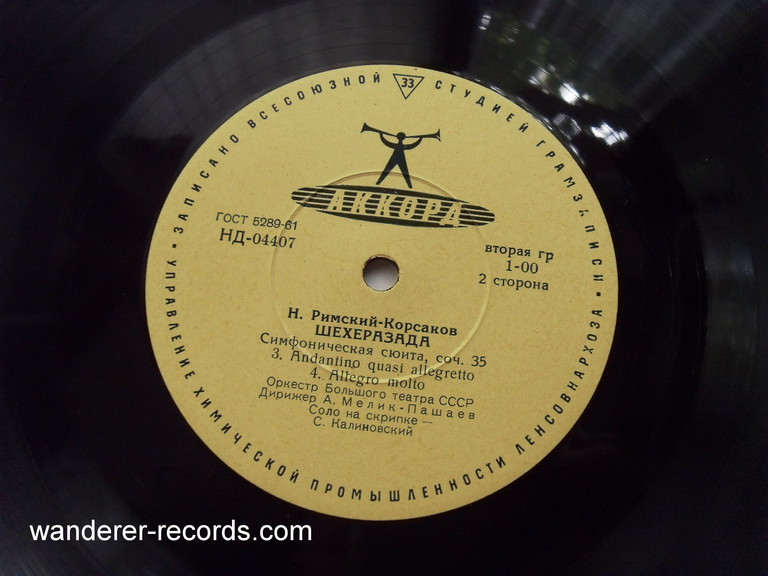 ЗАПИСАНО ВСЕСОЮЗНОЙ 33 СТУДИЕЙ ГРАМЗАПИСИ
АККОРД
ГОСТ 5289-61
НД-04407
вторая гр
1-00
2 сторона
Н. Римский-Корсаков
ШЕХЕРАЗАДА
Симфоническая сюита, соч. 35
3. Andantino quasi allegretto
4. Allegro molto
Оркестр Большого театра СССР
Дирижер А. Мелик-Пашаев
Соло на скрипке —
С. Калиновский
УПРАВЛЕНИЕ ХИМИЧЕСКОЙ ПРОМЫШЛЕННОСТИ ЛЕНСОВНАРХОЗА
wanderer-records.com